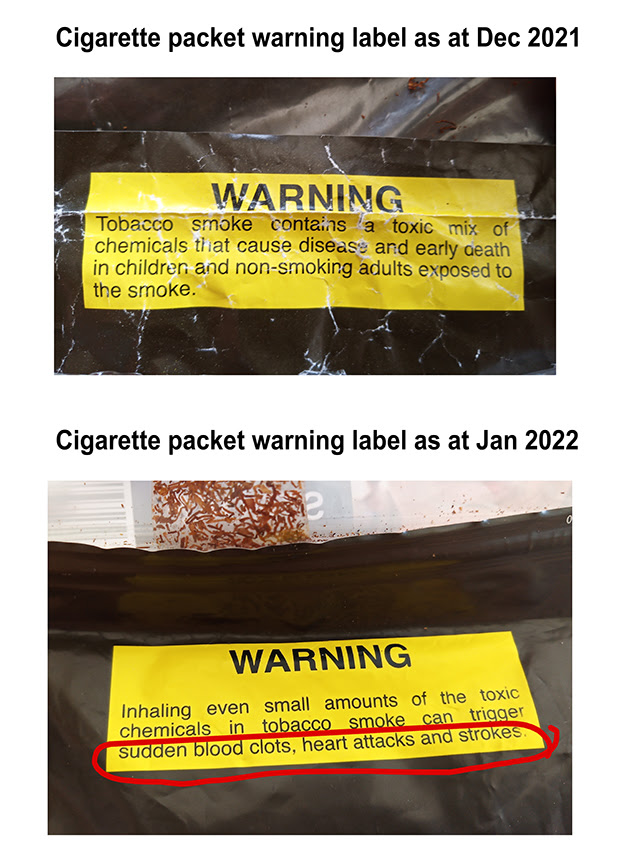 Cigarette packet warning label as at Dec 2021
WARNING
Tobacco smoke contains a toxic mix of
chemicals that cause disease and early death
in children and non-smoking adults exposed to
the smoke.
Cigarette packet warning label as at Jan 2022
S
0
WARNING
Inhaling even small amounts of the toxic
chemicals in tobacco smoke can trigger
sudden blood clots, heart attacks and strokes.